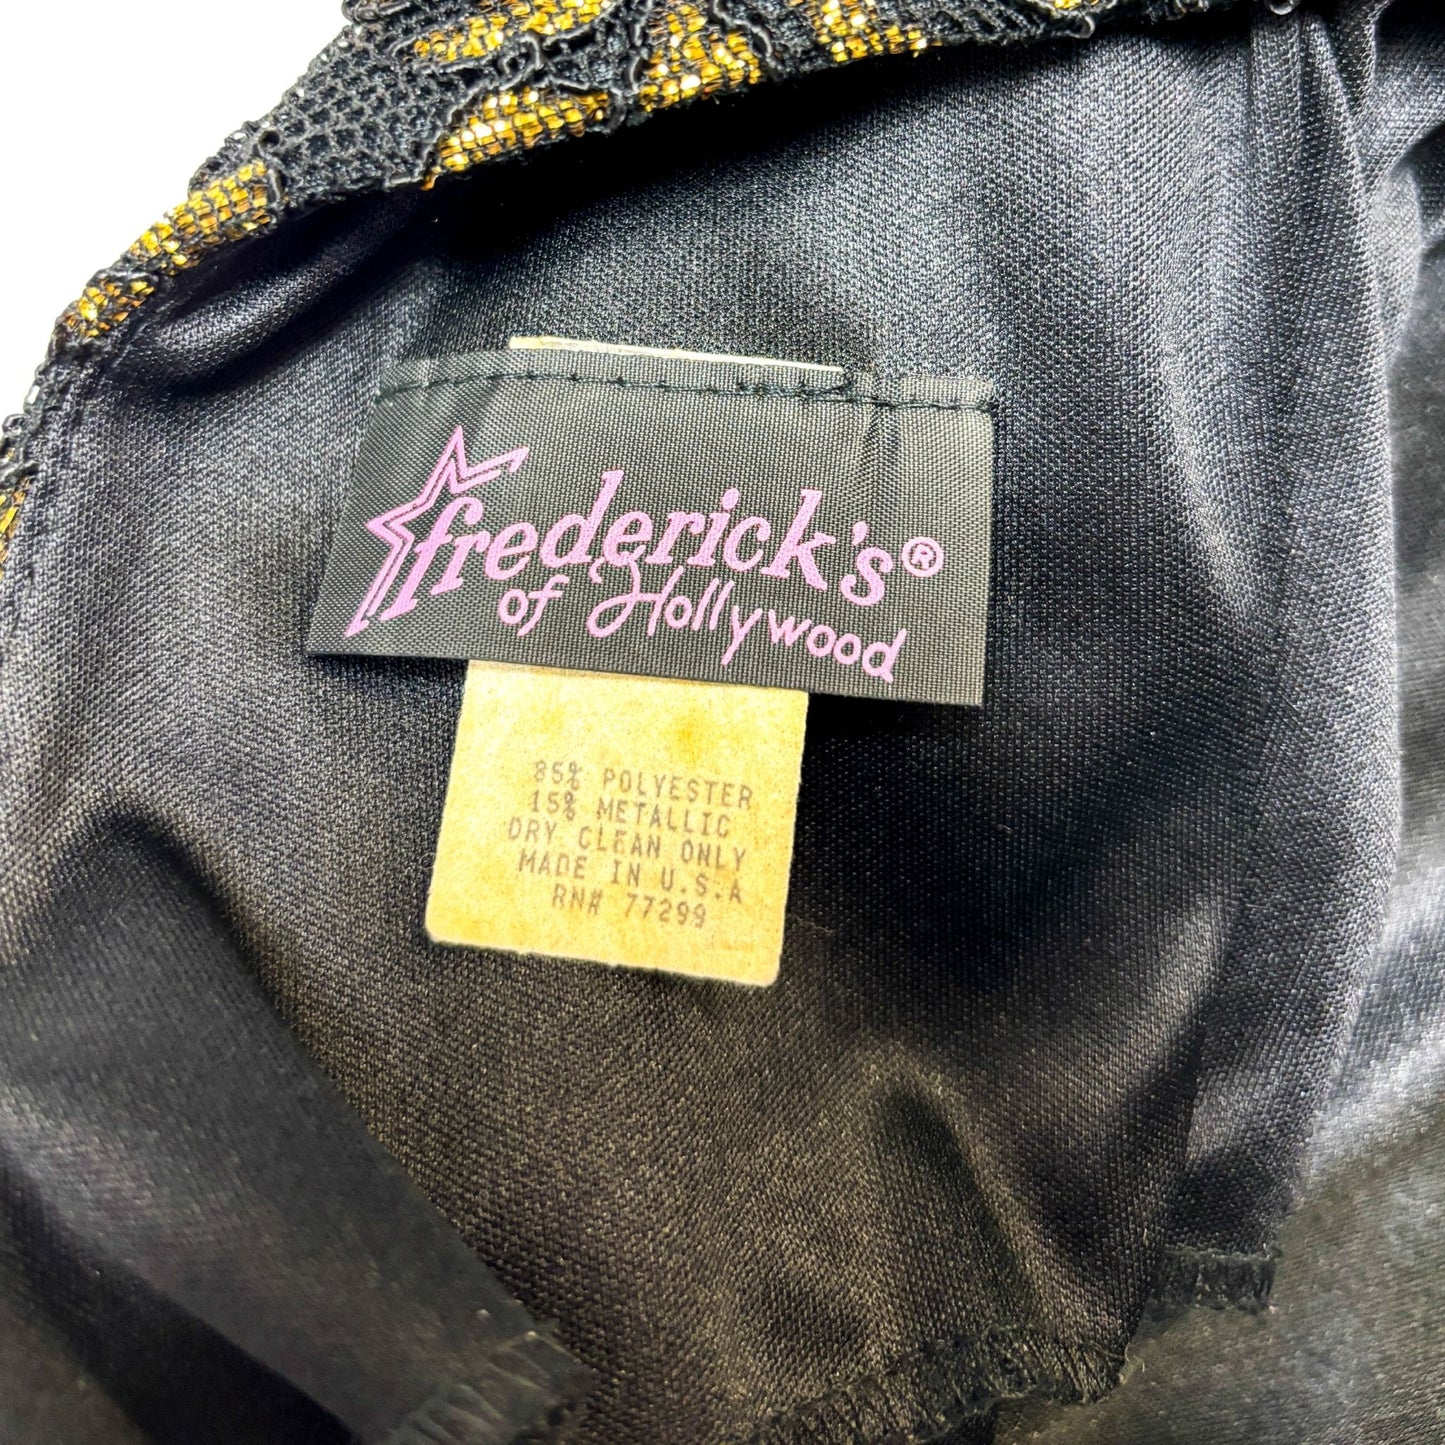 frederick's®
of Hollywood
85% POLYESTER
15% METALLIC
DRY CLEAN ONLY
MADE IN U.S.A
RN# 77299